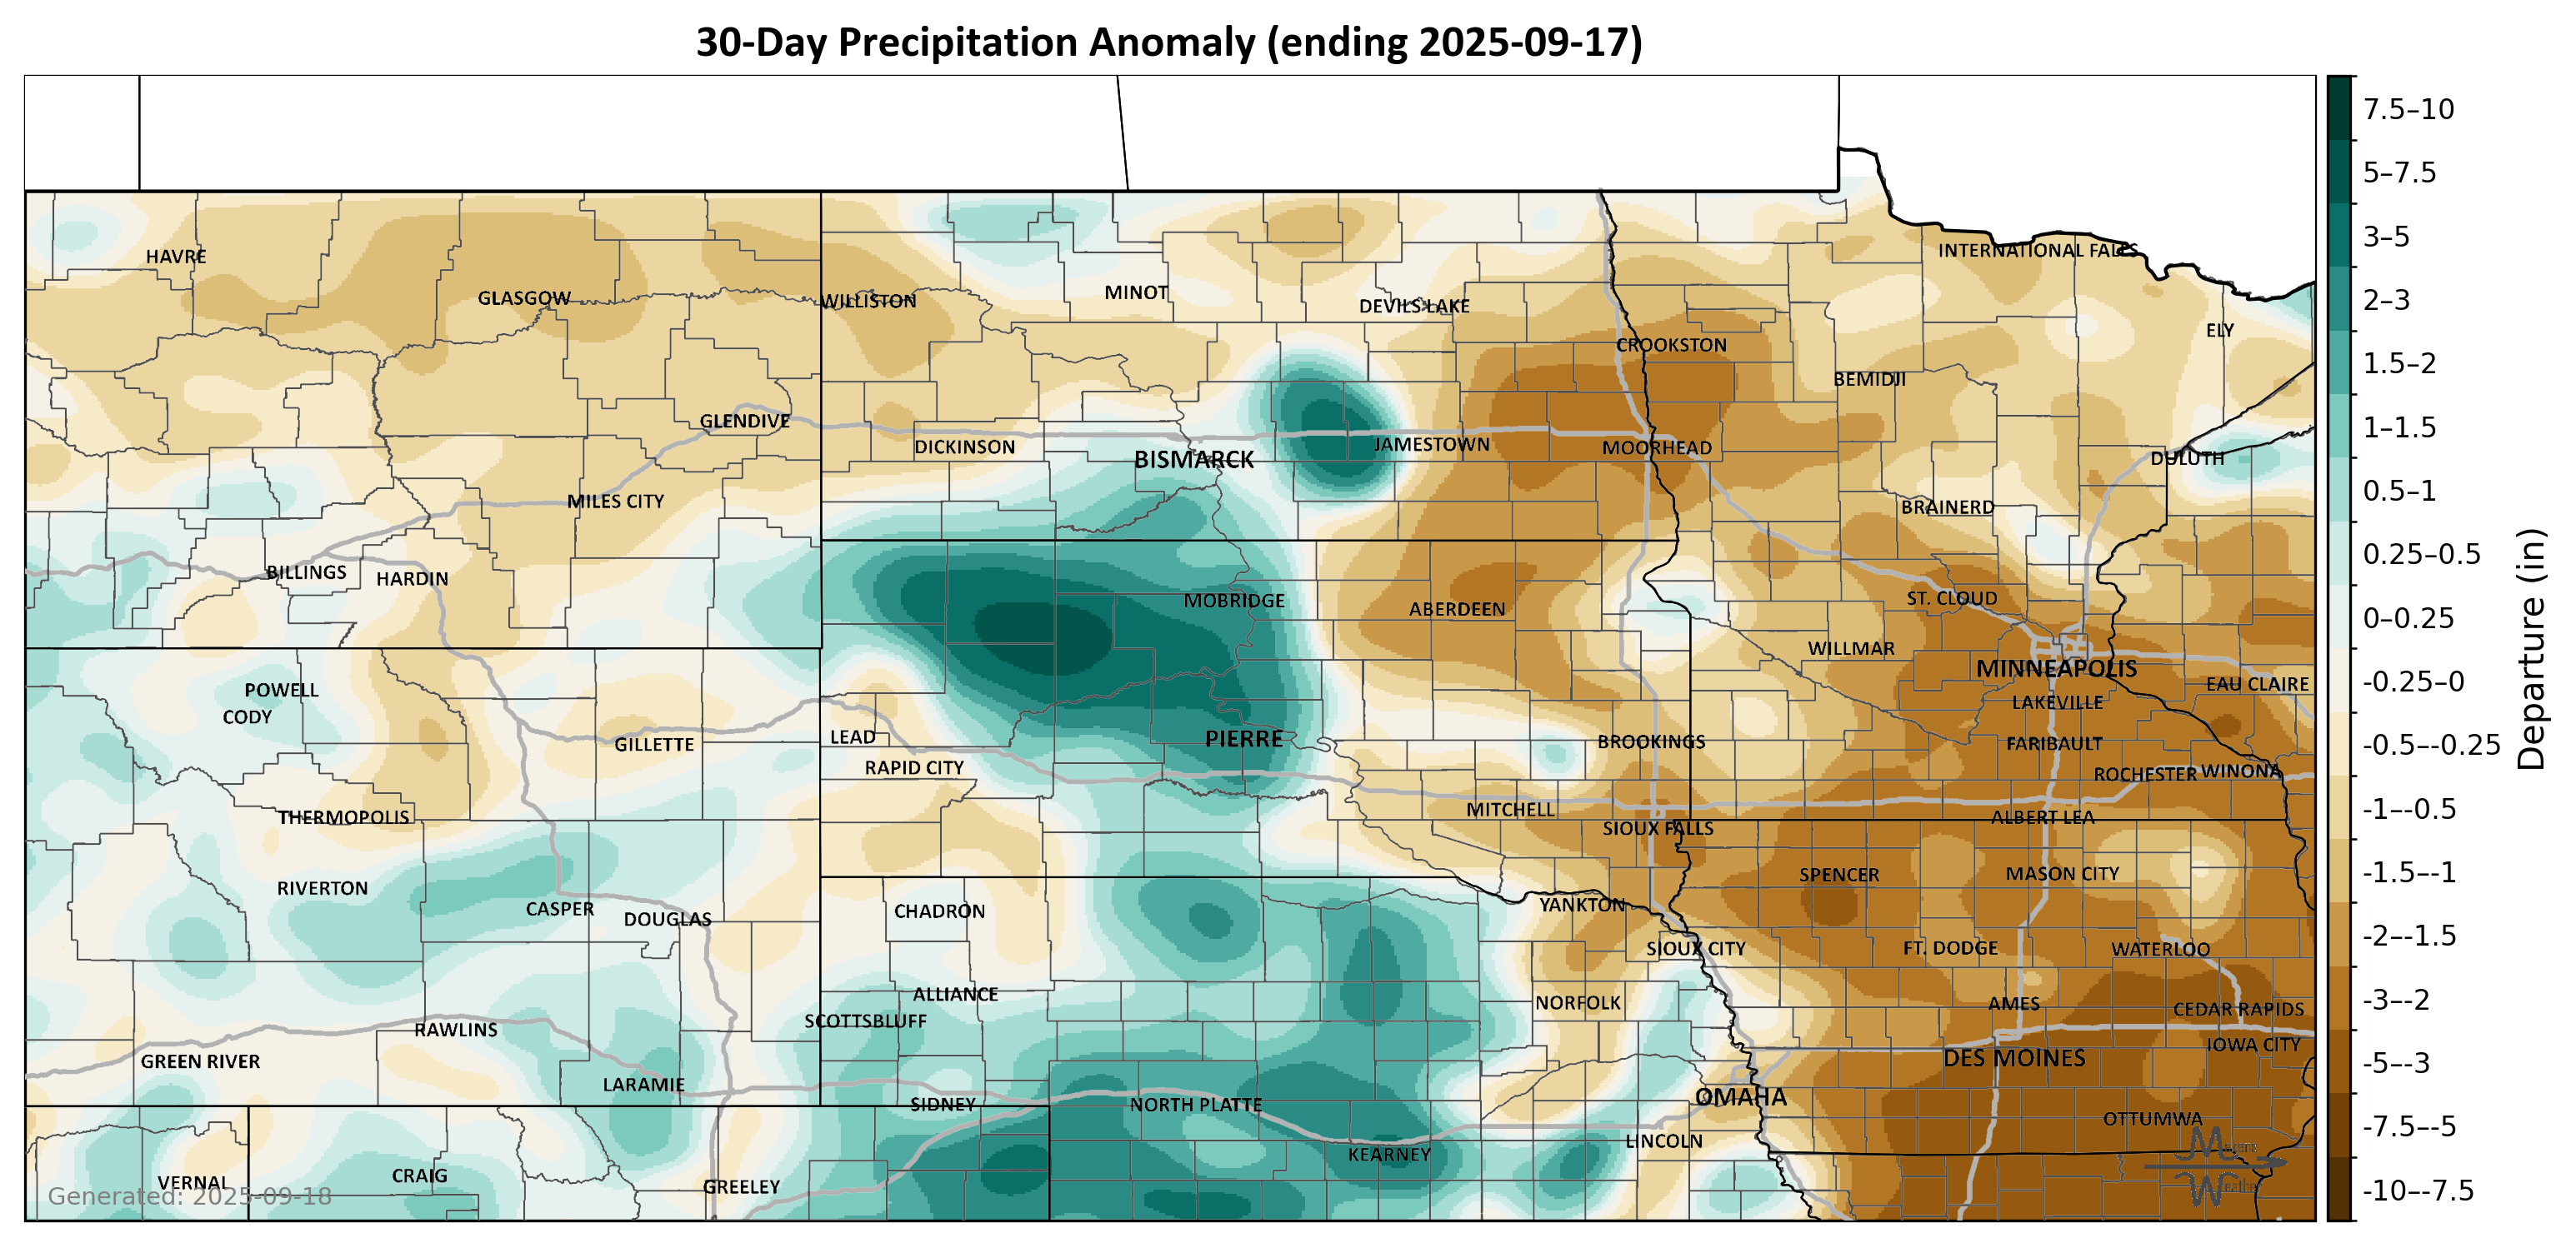 30-Day Precipitation Anomaly (ending 2025-09-17)
7.5–10
5–7.5
3–5
2–3
1.5–2
1–1.5
0.5–1
0.25–0.5
0–0.25
-0.25–0
-0.5–-0.25
-1–-0.5
-1.5–-1
-2–-1.5
-3–-2
-5–-3
-7.5–-5
-10–-7.5
Departure (in)
HAVRE
INTERNATIONAL FALLS
GLASGOW
WILLISTON
MINOT
DEVILS LAKE
ELY
CROOKSTON
BEMIDJI
GLENDIVE
DICKINSON
BISMARCK
JAMESTOWN
MOORHEAD
DULUTH
MILES CITY
BRAINERD
BILLINGS
HARDIN
MOBRIDGE
ABERDEEN
ST. CLOUD
WILLMAR
MINNEAPOLIS
POWELL
EAU CLAIRE
CODY
LAKEVILLE
GILLETTE
LEAD
PIERRE
BROOKINGS
FARIBAULT
RAPID CITY
ROCHESTER
WINONA
THERMOPOLIS
MITCHELL
SIOUX FALLS
ALBERT LEA
RIVERTON
SPENCER
MASON CITY
CASPER
DOUGLAS
CHADRON
YANKTON
SIOUX CITY
FT. DODGE
WATERLOO
ALLIANCE
NORFOLK
AMES
CEDAR RAPIDS
SCOTTSBLUFF
RAWLINS
GREEN RIVER
DES MOINES
IOWA CITY
LARAMIE
SIDNEY
NORTH PLATTE
OMAHA
OTTUMWA
KEARNEY
LINCOLN
VERNAL
CRAIG
GREELEY
Generated: 2025-09-18